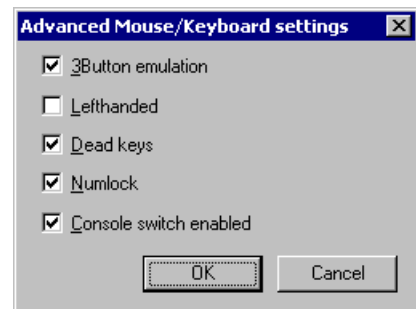 Advanced Mouse/Keyboard settings
3Button emulation
Lefthanded
Dead keys
Numlock
Console switch enabled
OK Cancel